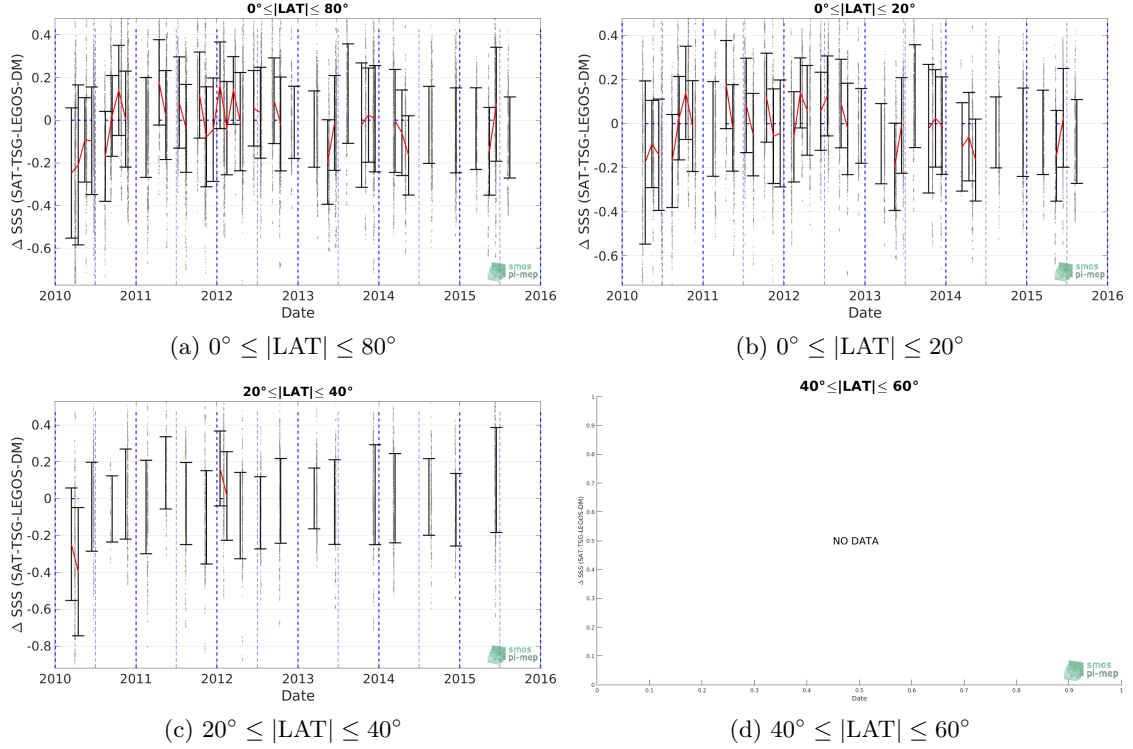 0°≤|LAT|≤ 80°
Δ SSS (SAT-TSG-LEGOS-DM)
0.4
0.2
0
-0.2
-0.4
-0.6
2010 2011 2012 2013 2014 2015 2016
Date
smos
pi-mep
(a) 0° ≤ |LAT| ≤ 80°
0°≤|LAT|≤ 20°
Δ SSS (SAT-TSG-LEGOS-DM)
0.4
0.2
0
-0.2
-0.4
-0.6
2010 2011 2012 2013 2014 2015 2016
Date
smos
pi-mep
(b) 0° ≤ |LAT| ≤ 20°
20°≤|LAT|≤ 40°
Δ SSS (SAT-TSG-LEGOS-DM)
0.4
0.2
0
-0.2
-0.4
-0.6
-0.8
2010 2011 2012 2013 2014 2015 2016
Date
smos
pi-mep
(c) 20° ≤ |LAT| ≤ 40°
40°≤|LAT|≤ 60°
Δ SSS (SAT-TSG-LEGOS-DM)
1
0.9
0.8
0.7
0.6
0.5
0.4
0.3
0.2
0.1
0
NO DATA
0 0.1 0.2 0.3 0.4 0.5 0.6 0.7 0.8 0.9 1
Date
smos
pi-mep
(d) 40° ≤ |LAT| ≤ 60°